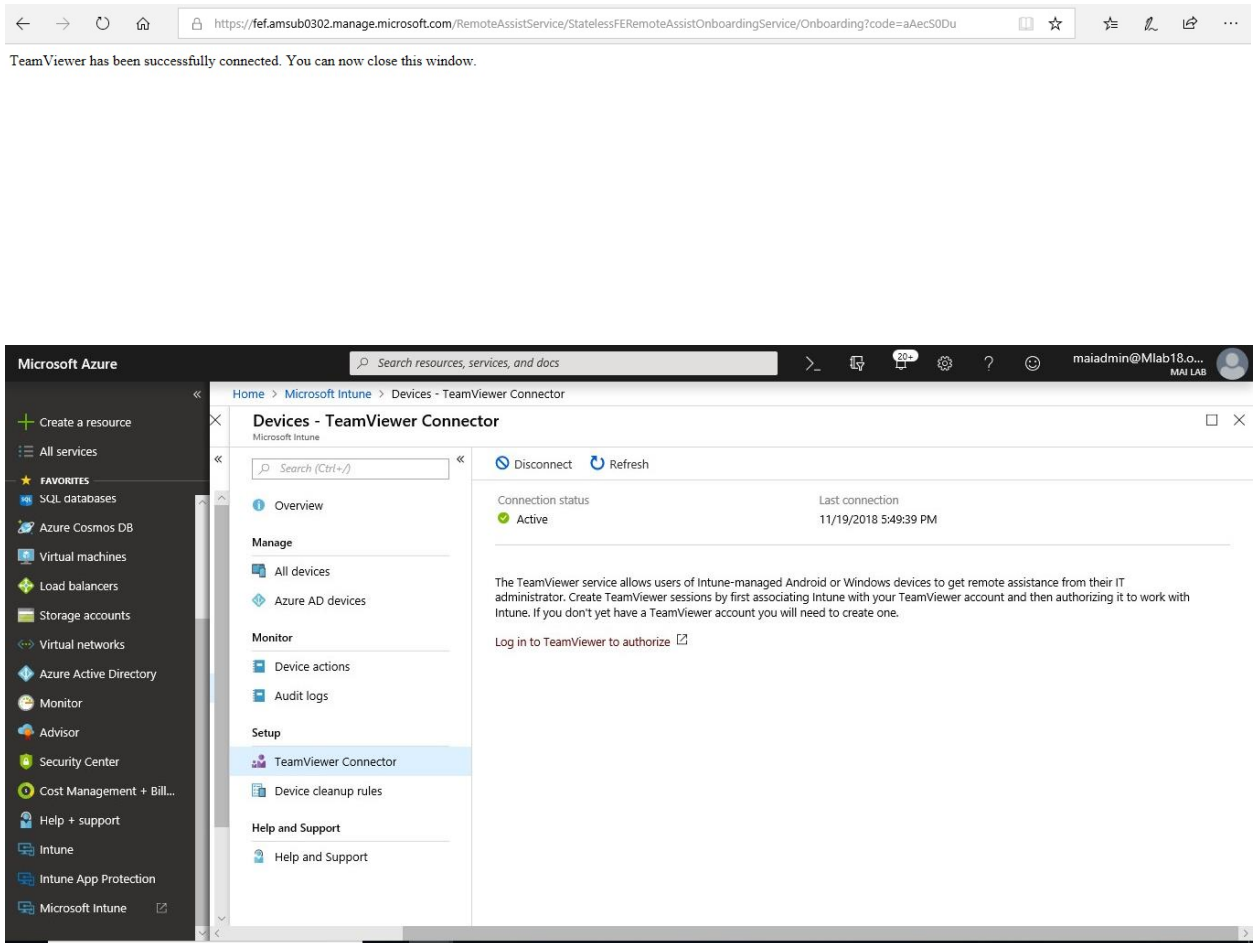 https://fef.amsub0302.manage.microsoft.com/RemoteAssistService/StatelessFERemoteAssistOnboardingService/Onboarding?code=aAecS0Du
TeamViewer has been successfully connected. You can now close this window.
Microsoft Azure
Search resources, services, and docs
20+
maiadmin@Mlab18.o...
MAI LAB
Home > Microsoft Intune > Devices - TeamViewer Connector
Create a resource
All services
FAVORITES
SQL databases
Azure Cosmos DB
Virtual machines
Load balancers
Storage accounts
Virtual networks
Azure Active Directory
Monitor
Advisor
Security Center
Cost Management + Bill...
Help + support
Intune
Intune App Protection
Microsoft Intune
Devices - TeamViewer Connector
Microsoft Intune
Search (Ctrl+/)
Overview
Manage
All devices
Azure AD devices
Monitor
Device actions
Audit logs
Setup
TeamViewer Connector
Device cleanup rules
Help and Support
Help and Support
Disconnect
Refresh
Connection status
Active
Last connection
11/19/2018 5:49:39 PM
The TeamViewer service allows users of Intune-managed Android or Windows devices to get remote assistance from their IT
administrator. Create TeamViewer sessions by first associating Intune with your TeamViewer account and then authorizing it to work with
Intune. If you don't yet have a TeamViewer account you will need to create one.
Log in to TeamViewer to authorize